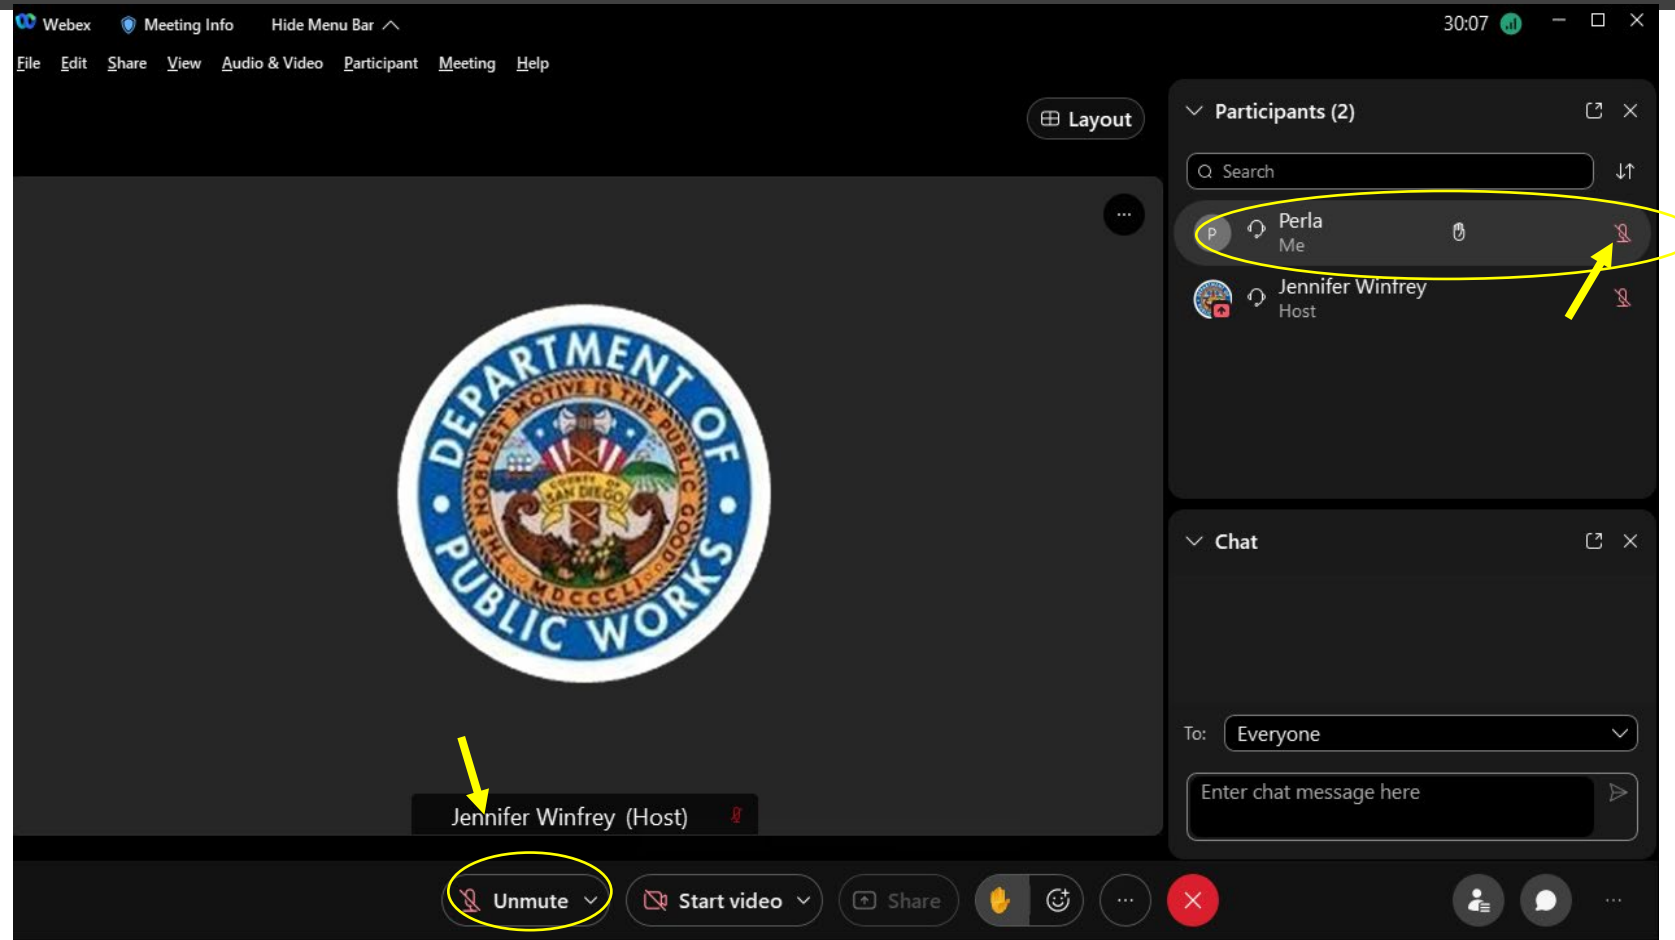 Webex Meeting Info Hide Menu Bar 30:07
File Edit Share View Audio & Video Participant Meeting Help
Layout
Participants (2)
Search
P Perla
Me
Jennifer Winfrey
Host
DEPARTMENT OF
PUBLIC WORKS
THE NOBLEST MOTIVE IS THE PUBLIC GOOD
COUNTY OF
SAN DIEGO
MDCCCLI
Chat
To: Everyone
Enter chat message here
Jennifer Winfrey (Host)
Unmute Start video Share